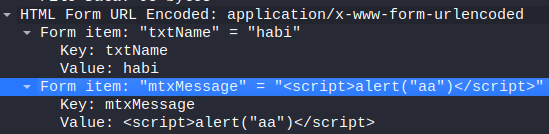 HTML Form URL Encoded: application/x-www-form-urlencoded
Form item: "txtName" = "habi"
Key: txtName
Value: habi
Form item: "mtxMessage" = "<script>alert("aa")</script>"
Key: mtxMessage
Value: <script>alert("aa")</script>